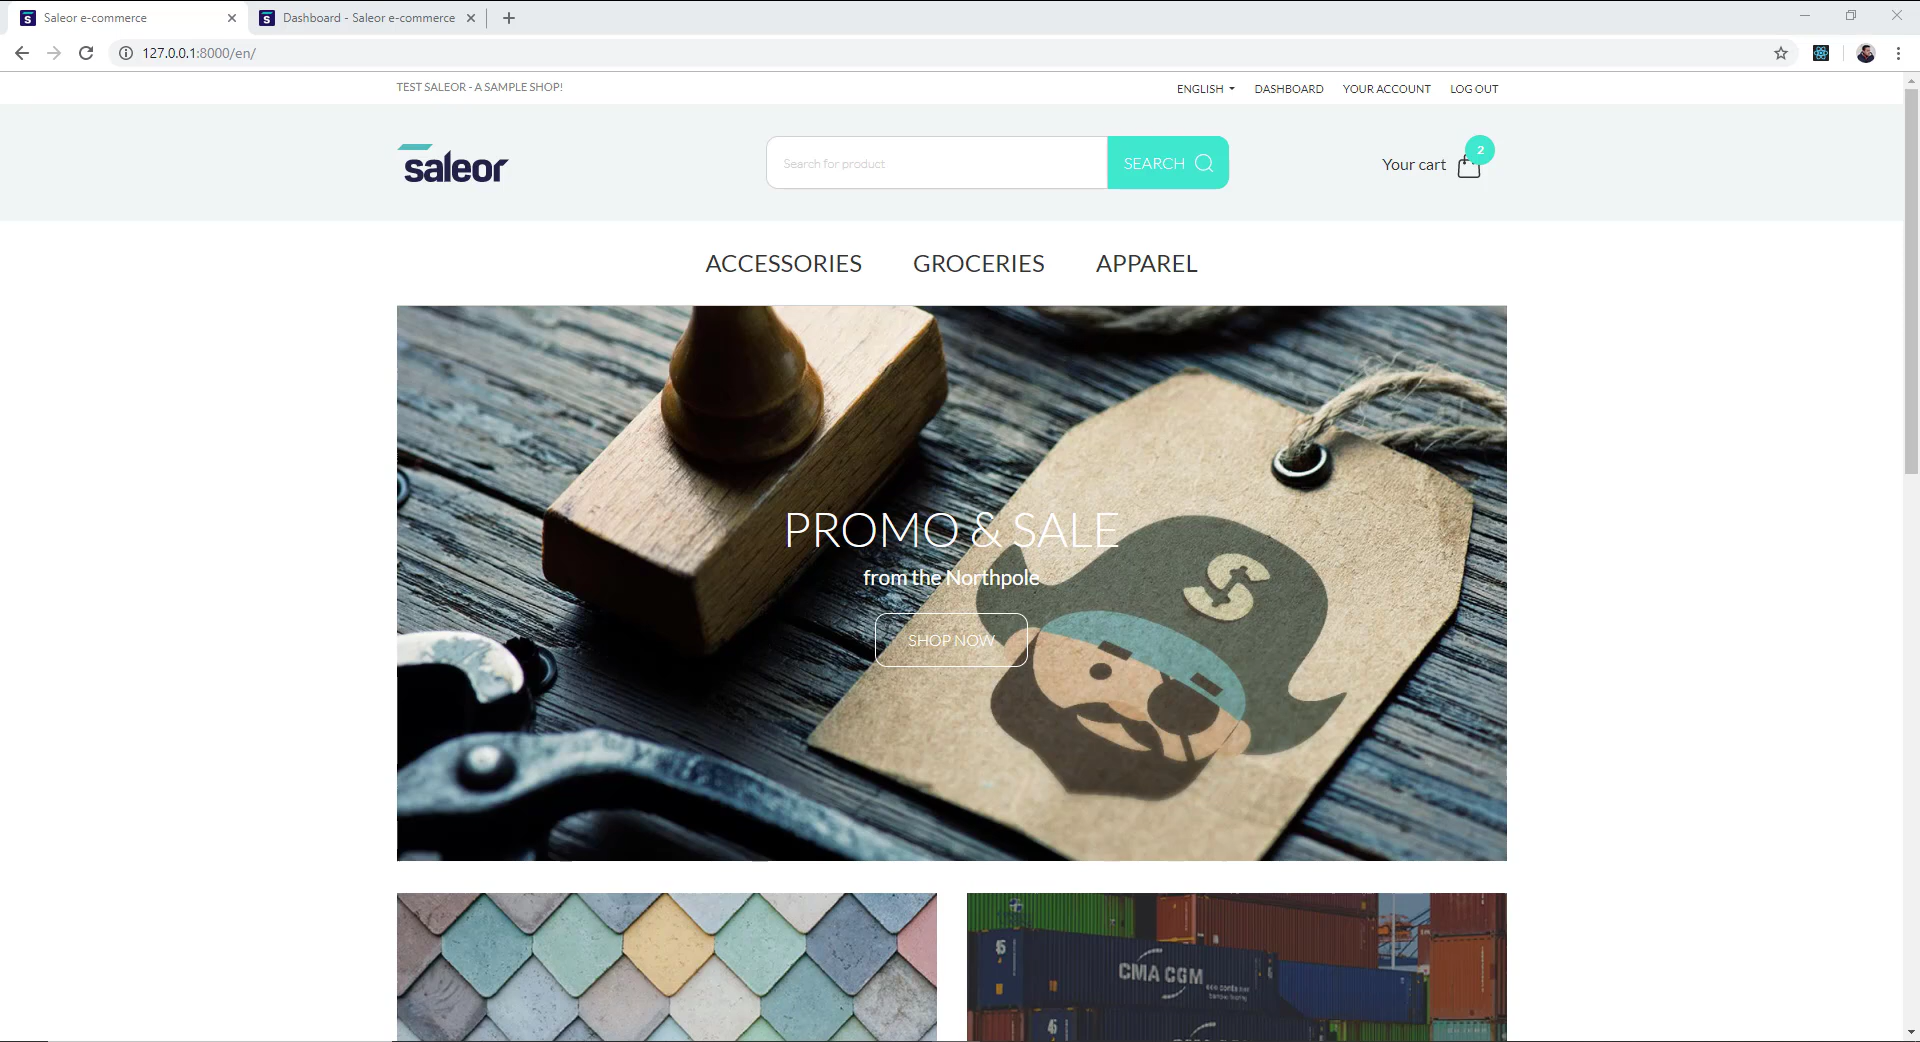 Saleor e-commerce
Dashboard - Saleor e-commerce
127.0.0.1:8000/en/
TEST SALEOR - A SAMPLE SHOP!
ENGLISH
DASHBOARD
YOUR ACCOUNT
LOG OUT
saleor
Search for product
SEARCH
Your cart
2
ACCESSORIES
GROCERIES
APPAREL
PROMO & SALE
from the Northpole
SHOP NOW
45
CMA CGM
45